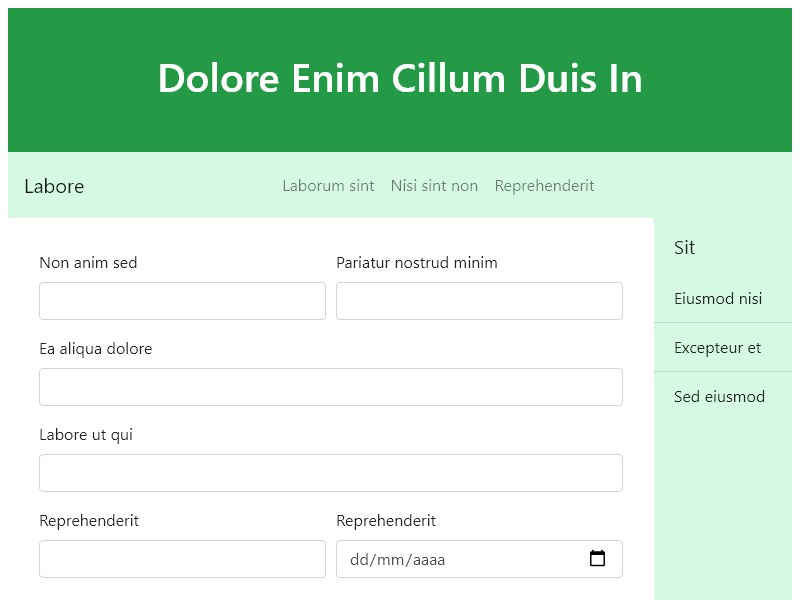 Dolore Enim Cillum Duis In
Labore
Laborum sint
Nisi sint non
Reprehenderit
Non anim sed
Pariatur nostrud minim
Ea aliqua dolore
Labore ut qui
Reprehenderit
Reprehenderit
dd/mm/aaaa
Sit
Eiusmod nisi
Excepteur et
Sed eiusmod